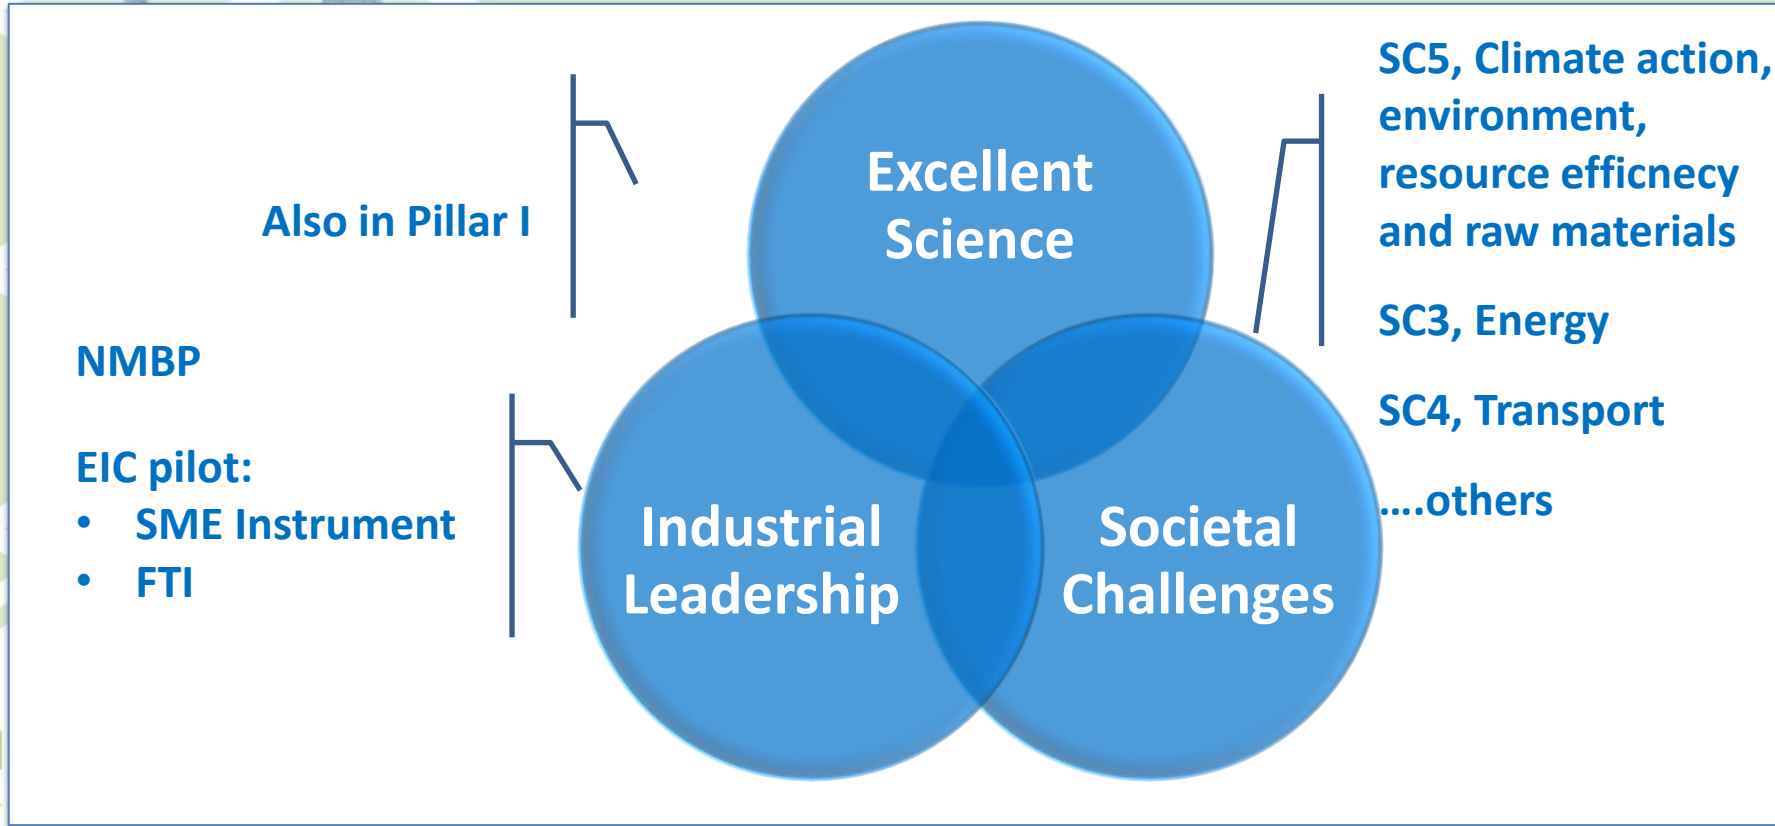 Excellent
Science
Also in Pillar I
NMBP
EIC pilot:
• SME Instrument
• FTI
Industrial
Leadership
Societal
Challenges
SC5, Climate action,
environment,
resource efficnecy
and raw materials
SC3, Energy
SC4, Transport
....others